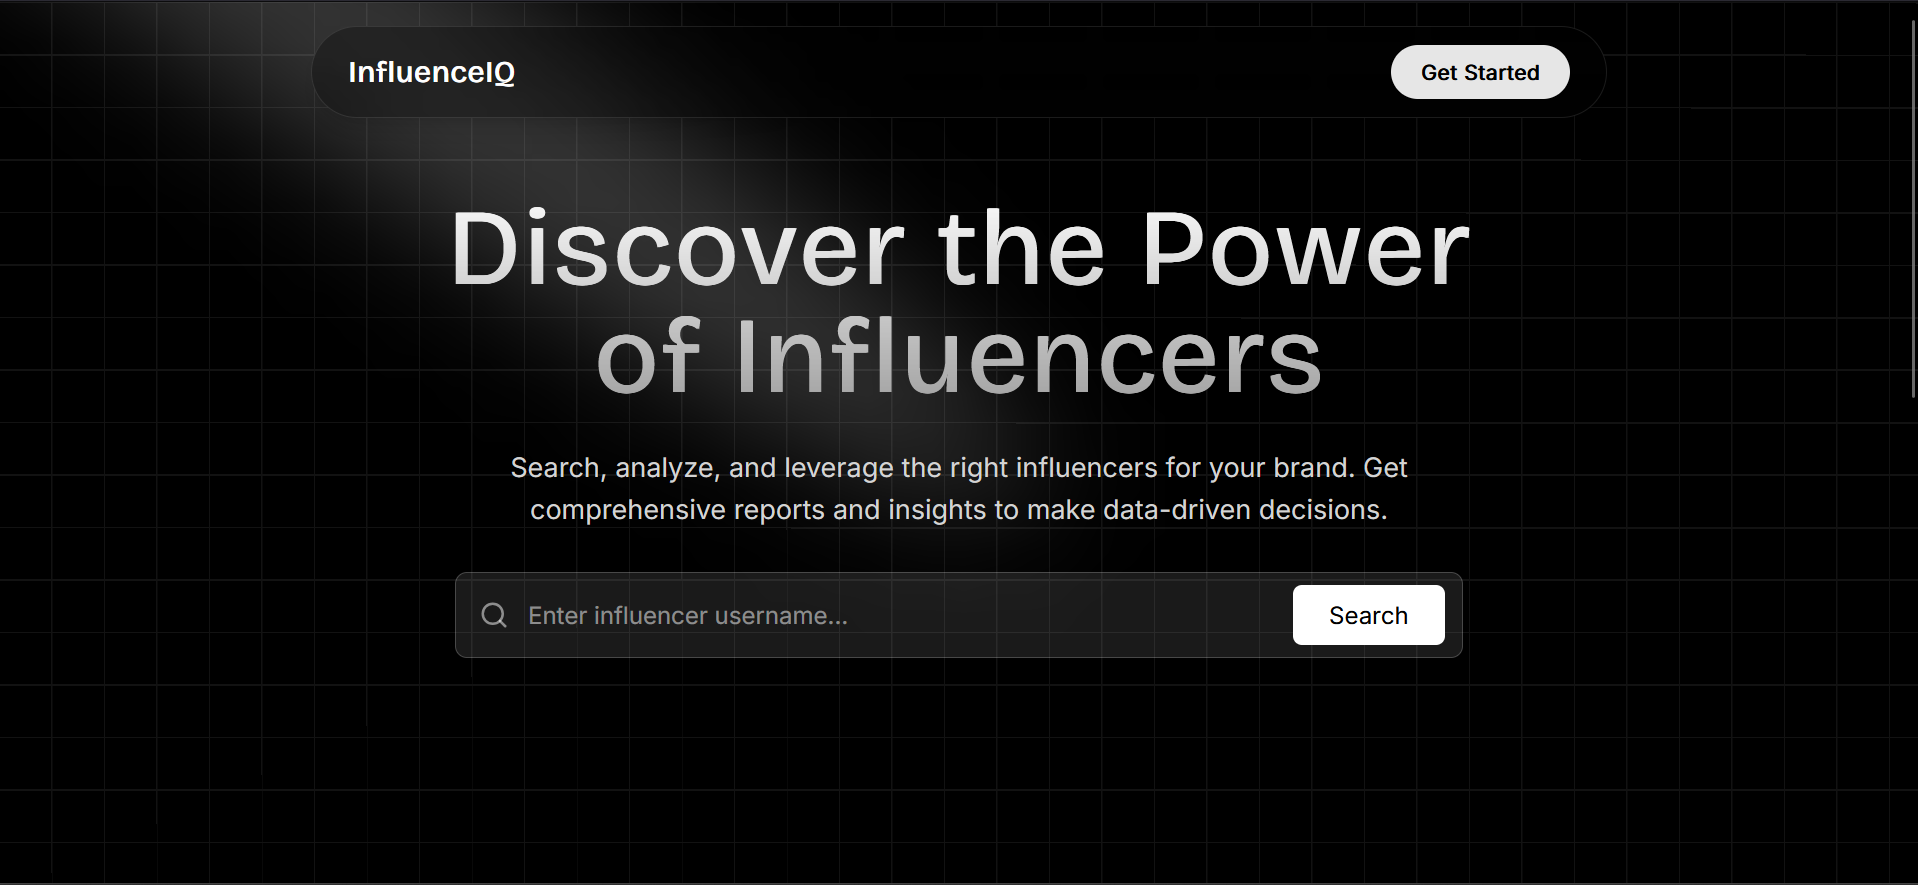 InfluenceIQ
Get Started
Discover the Power
of Influencers
Search, analyze, and leverage the right influencers for your brand. Get
comprehensive reports and insights to make data-driven decisions.
Enter influencer username...
Search